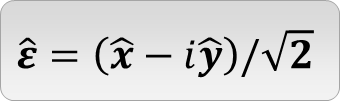 ε̂ = (x̂ − iŷ)/√2